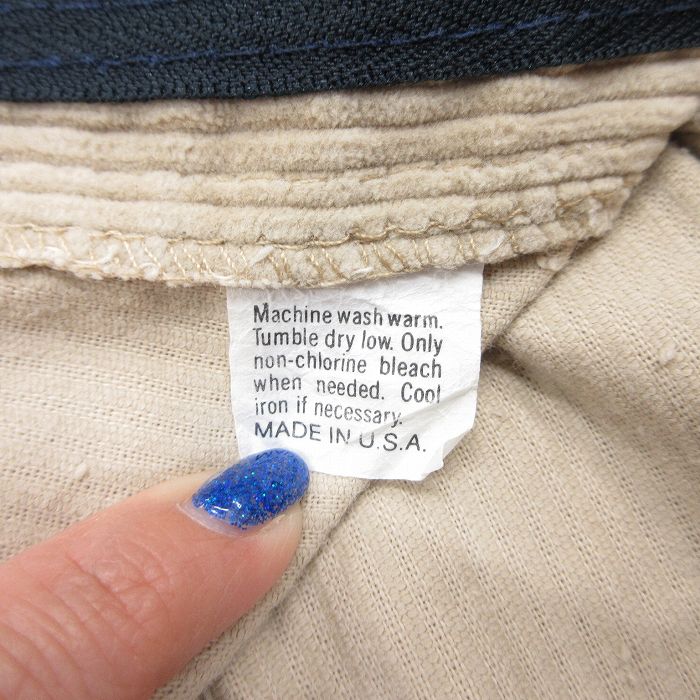 Machine wash warm.
Tumble dry low. Only
non-chlorine bleach
when needed. Cool
iron if necessary.
MADE IN U.S.A.